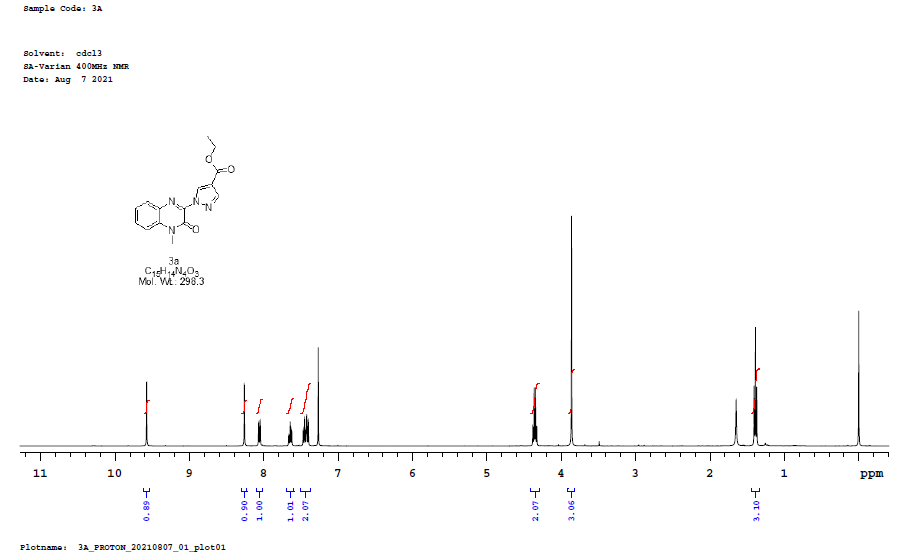 Sample Code: 3A
Solvent: cdcl3
SA-Varian 400MHz NMR
Date: Aug 7 2021
O
O
N
N
N
N
O
3a
C15H14N4O3
Mol. Wt.: 298.3
11 10 9 8 7 6 5 4 3 2 1 ppm
0.89 0.90 1.00 1.01 2.07 2.07 3.06 3.10
Plotname: 3A_PROTON_20210807_01_plot01